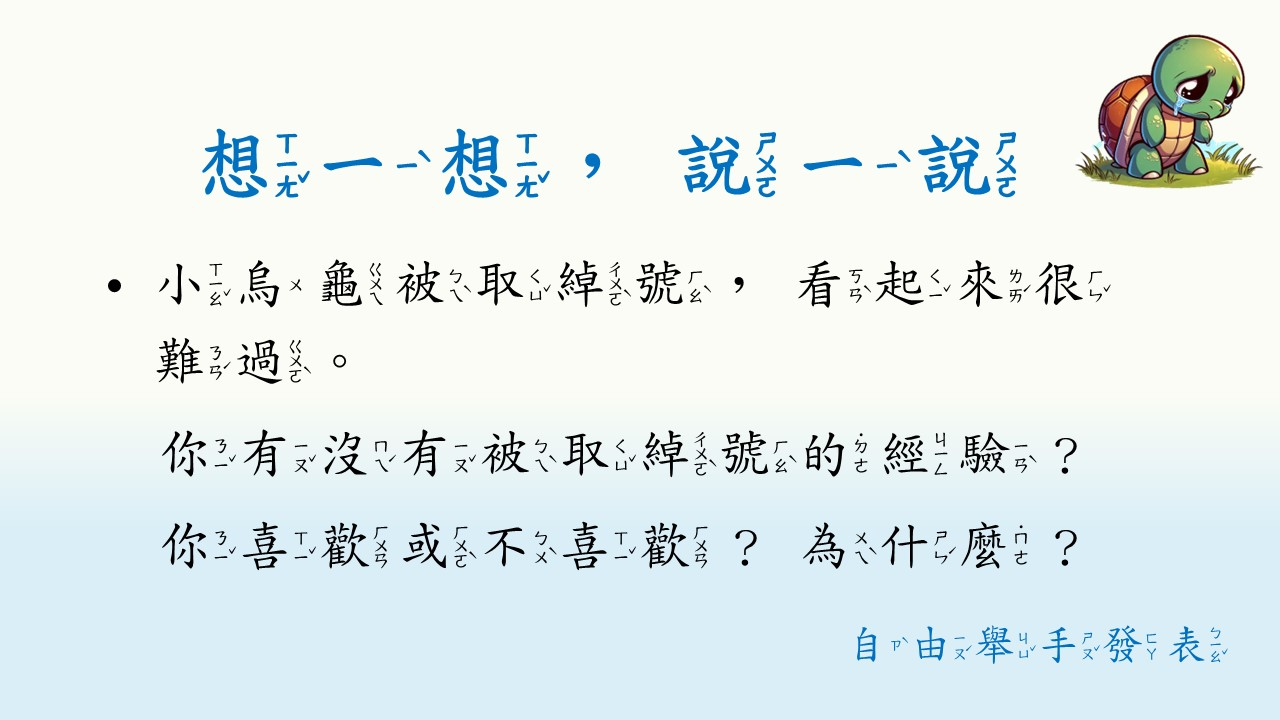 想一想，說一說
• 小烏龜被取綽號，看起來很
難過。
你有沒有被取綽號的經驗？
你喜歡或不喜歡？為什麼？
自由舉手發表